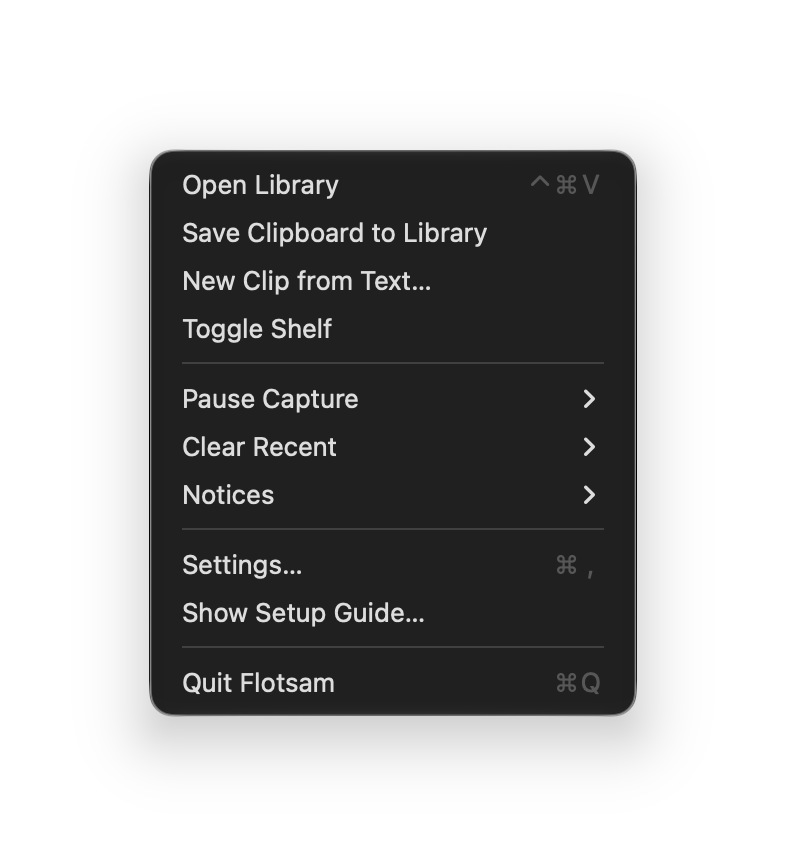 Open Library ^⌘V
Save Clipboard to Library
New Clip from Text...
Toggle Shelf
Pause Capture
Clear Recent
Notices
Settings... ⌘,
Show Setup Guide...
Quit Flotsam ⌘Q